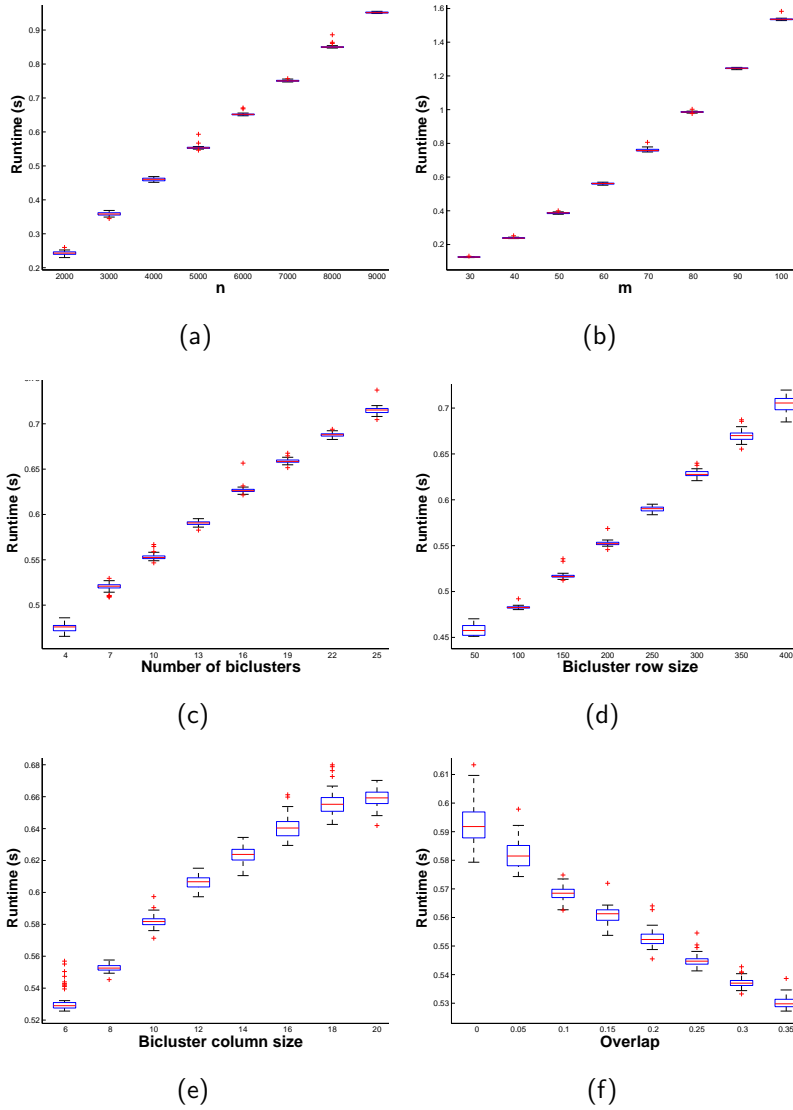 0.9
0.8
0.7
0.6
0.5
0.4
0.3
0.2
Runtime (s)
2000 3000 4000 5000 6000 7000 8000 9000
n
(a)
1.6
1.4
1.2
1
0.8
0.6
0.4
0.2
Runtime (s)
30 40 50 60 70 80 90 100
m
(b)
0.7
0.65
0.6
0.55
0.5
Runtime (s)
4 7 10 13 16 19 22 25
Number of biclusters
(c)
0.7
0.65
0.6
0.55
0.5
0.45
Runtime (s)
50 100 150 200 250 300 350 400
Bicluster row size
(d)
0.68
0.66
0.64
0.62
0.6
0.58
0.56
0.54
0.52
Runtime (s)
6 8 10 12 14 16 18 20
Bicluster column size
(e)
0.61
0.6
0.59
0.58
0.57
0.56
0.55
0.54
0.53
Runtime (s)
0 0.05 0.1 0.15 0.2 0.25 0.3 0.35
Overlap
(f)